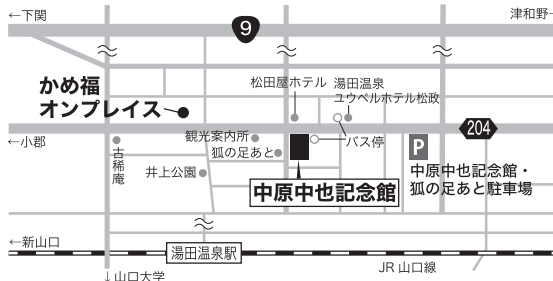 ←下関
9
津和野→
かめ福
オンプレイス
松田屋ホテル
湯田温泉
ユウベルホテル松政
204
←小郡
観光案内所
狐の足あと
バス停
P
古稀庵
井上公園
中原中也記念館
中原中也記念館・
狐の足あと駐車場
←新山口
湯田温泉駅
JR 山口線
↓山口大学